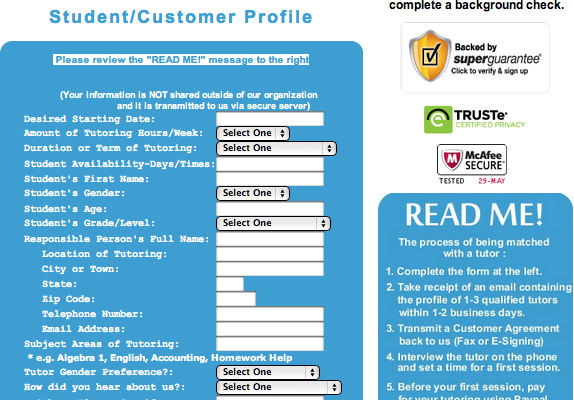 Student/Customer Profile
Please review the "READ ME!" message to the right
(Your information is NOT shared outside of our organization
and it is transmitted to us via secure server)
Desired Starting Date:
Amount of Tutoring Hours/Week: Select One
Duration or Term of Tutoring: Select One
Student Availability-Days/Times:
Student's First Name:
Student's Gender: Select One
Student's Age:
Student's Grade/Level: Select One
Responsible Person's Full Name:
Location of Tutoring:
City or Town:
State:
Zip Code:
Telephone Number:
Email Address:
Subject Areas of Tutoring:
* e.g. Algebra 1, English, Accounting, Homework Help
Tutor Gender Preference?: Select One
How did you hear about us?: Select One
complete a background check.
Backed by
superguarantee®
Click to verify & sign up
TRUSTe®
CERTIFIED PRIVACY
McAfee
SECURE™
TESTED 29-MAY
READ ME!
The process of being matched
with a tutor :
1. Complete the form at the left.
2. Take receipt of an email containing
the profile of 1-3 qualified tutors
within 1-2 business days.
3. Transmit a Customer Agreement
back to us (Fax or E-Signing)
4. Interview the tutor on the phone
and set a time for a first session.
5. Before your first session, pay
for your tutoring using Paypal